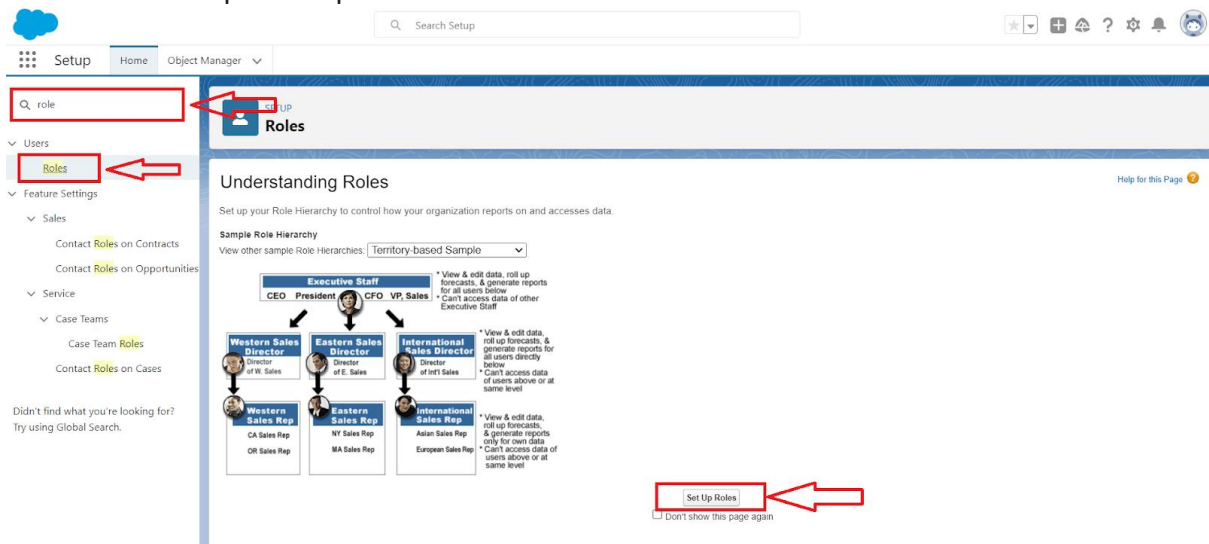 Search Setup
Setup
Home
Object Manager
role
Users
Roles
Feature Settings
Sales
Contact Roles on Contracts
Contact Roles on Opportunities
Service
Case Teams
Case Team Roles
Contact Roles on Cases
Didn't find what you're looking for?
Try using Global Search.
SETUP
Roles
Understanding Roles
Help for this Page
Set up your Role Hierarchy to control how your organization reports on and accesses data.
Sample Role Hierarchy
View other sample Role Hierarchies: Territory-based Sample
Executive Staff
CEO President CFO VP, Sales
* View & edit data, roll up
forecasts, & generate reports
for all users below
* Can't access data of other
Executive Staff
Western Sales
Director
Director
of W. Sales
Eastern Sales
Director
Director
of E. Sales
International
Sales Director
Director
of Int'l Sales
* View & edit data,
roll up forecasts, &
generate reports for
all users directly
below
* Can't access data
of users above or at
same level
Western
Sales Rep
CA Sales Rep
OR Sales Rep
Eastern
Sales Rep
NY Sales Rep
MA Sales Rep
International
Sales Rep
Asian Sales Rep
European Sales Rep
* View & edit data,
roll up forecasts,
& generate reports
only for own data
* Can't access data of
users above or at
same level
Set Up Roles
Don't show this page again